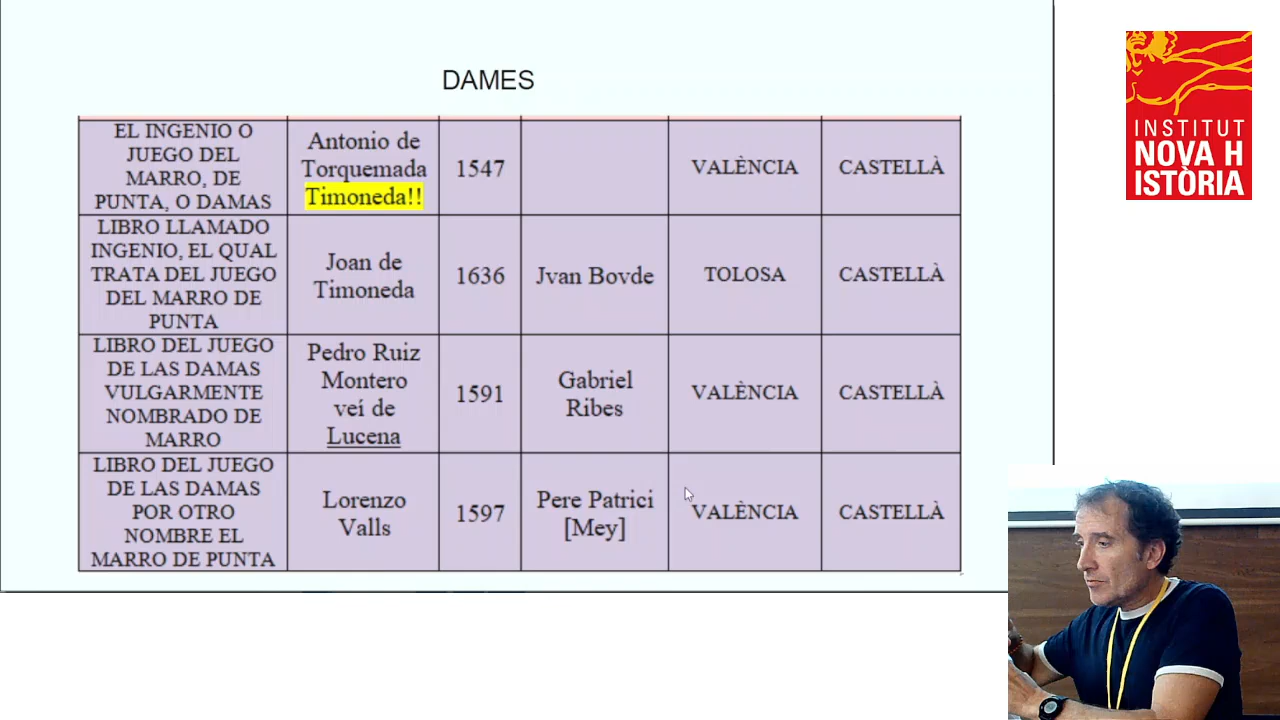 DAMES
EL INGENIO O
JUEGO DEL
MARRO, DE
PUNTA, O DAMAS
Antonio de
Torquemada
Timoneda!!
1547
VALÈNCIA
CASTELLÀ
LIBRO LLAMADO
INGENIO, EL QUAL
TRATA DEL JUEGO
DEL MARRO DE
PUNTA
Joan de
Timoneda
1636
Jvan Bovde
TOLOSA
CASTELLÀ
LIBRO DEL JUEGO
DE LAS DAMAS
VULGARMENTE
NOMBRADO DE
MARRO
Pedro Ruiz
Montero
veí de
Lucena
1591
Gabriel
Ribes
VALÈNCIA
CASTELLÀ
LIBRO DEL JUEGO
DE LAS DAMAS
POR OTRO
NOMBRE EL
MARRO DE PUNTA
Lorenzo
Valls
1597
Pere Patrici
[Mey]
VALÈNCIA
CASTELLÀ
INSTITUT
NOVA H
ISTÒRIA